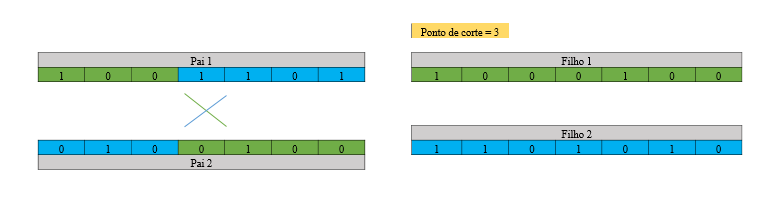 Ponto de corte = 3
Pai 1
1 0 0 1 1 0 1
0 1 0 0 1 0 0
Pai 2
Filho 1
1 0 0 0 1 0 0
Filho 2
1 1 0 1 0 1 0